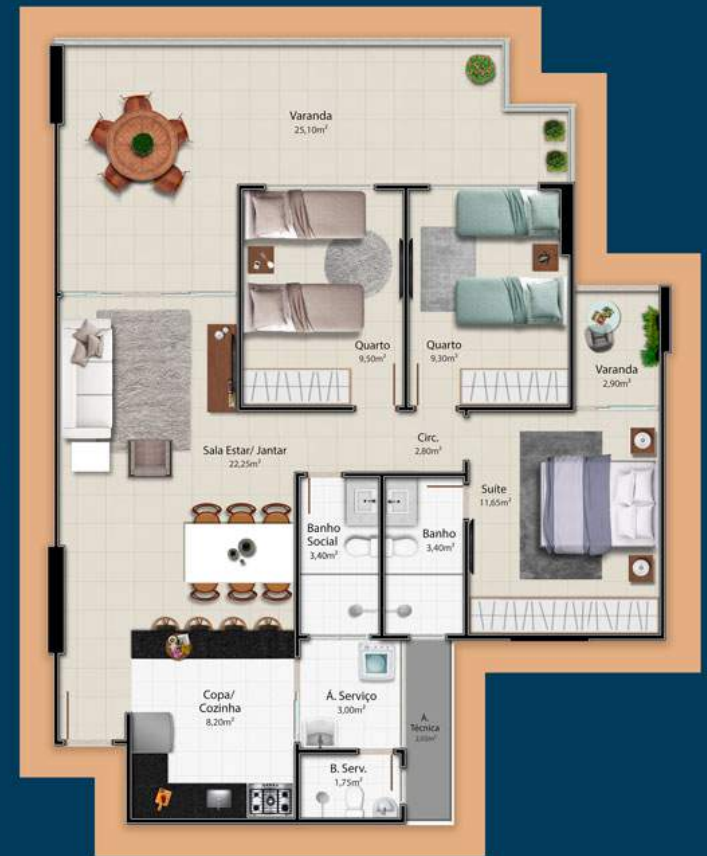 Varanda
25,10m²
Quarto
9,50m²
Quarto
9,30m²
Varanda
2,90m²
Circ.
2,80m²
Sala Estar/ Jantar
22,25m²
Suíte
11,65m²
Banho
Social
3,40m²
Banho
3,40m²
Copa/
Cozinha
8,20m²
Á. Serviço
3,00m²
Á.
Técnica
B. Serv.
1,75m²